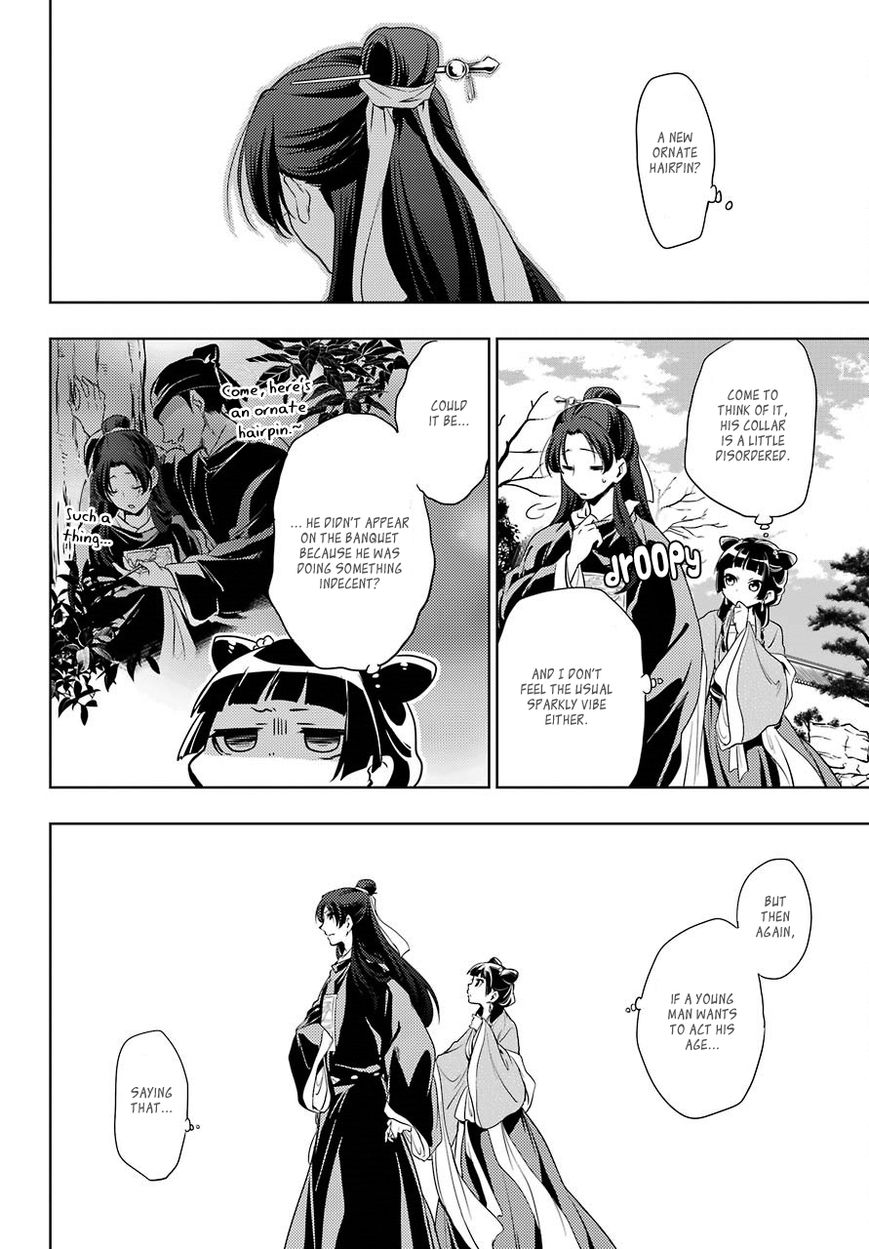 A NEW
ORNATE
HAIRPIN?
COME TO
THINK OF IT,
HIS COLLAR
IS A LITTLE
DISORDERED.
droopy
AND I DON'T
FEEL THE USUAL
SPARKLY VIBE
EITHER.
COULD
IT BE...
... HE DIDN'T APPEAR
ON THE BANQUET
BECAUSE HE WAS
DOING SOMETHING
INDECENT?
Come, here's
an ornate
hairpin.~
Such a
thing...
BUT
THEN
AGAIN,
IF A YOUNG
MAN WANTS
TO ACT HIS
AGE...
SAYING
THAT...